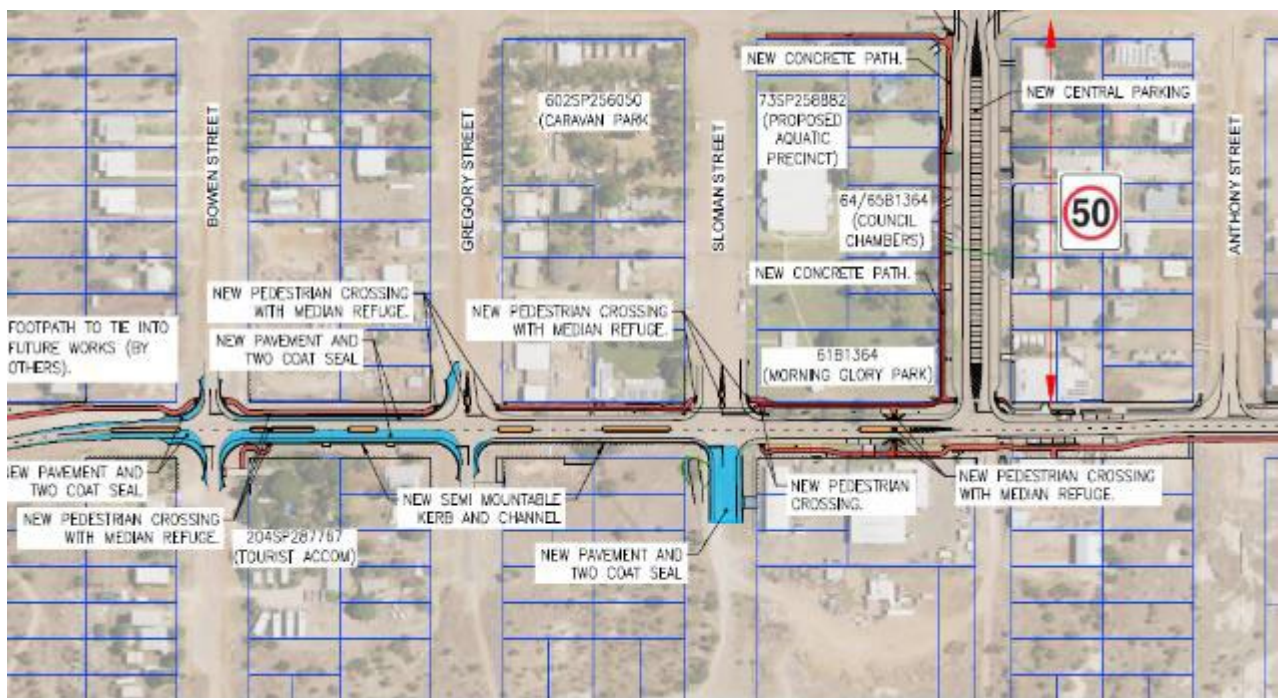 NEW CONCRETE PATH.
602SP256050
(CARAVAN PARK
73SP258882
(PROPOSED
AQUATIC
PRECINCT)
NEW CENTRAL PARKING
BOWEN STREET
GREGORY STREET
SLOMAN STREET
ANTHONY STREET
64/65B1364
(COUNCIL
CHAMBERS)
50
NEW CONCRETE PATH.
NEW PEDESTRIAN CROSSING
WITH MEDIAN REFUGE.
NEW PEDESTRIAN CROSSING
WITH MEDIAN REFUGE.
FOOTPATH TO TIE INTO
FUTURE WORKS (BY
OTHERS).
NEW PAVEMENT AND
TWO COAT SEAL
61B1364
(MORNING GLORY PARK)
NEW PAVEMENT AND
TWO COAT SEAL
NEW PEDESTRIAN CROSSING
WITH MEDIAN REFUGE.
204SP287767
(TOURIST ACCOM)
NEW SEMI MOUNTABLE
KERB AND CHANNEL
NEW PAVEMENT AND
TWO COAT SEAL
NEW PEDESTRIAN
CROSSING.
NEW PEDESTRIAN CROSSING
WITH MEDIAN REFUGE.